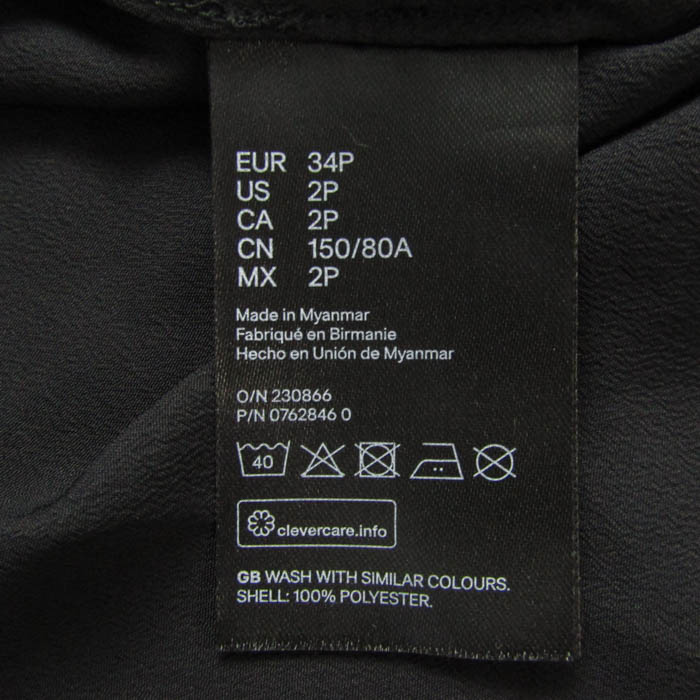 EUR 34P
US 2P
CA 2P
CN 150/80A
MX 2P
Made in Myanmar
Fabriqué en Birmanie
Hecho en Unión de Myanmar
O/N 230866
P/N 0762846 0
40
clevercare.info
GB WASH WITH SIMILAR COLOURS.
SHELL: 100% POLYESTER.